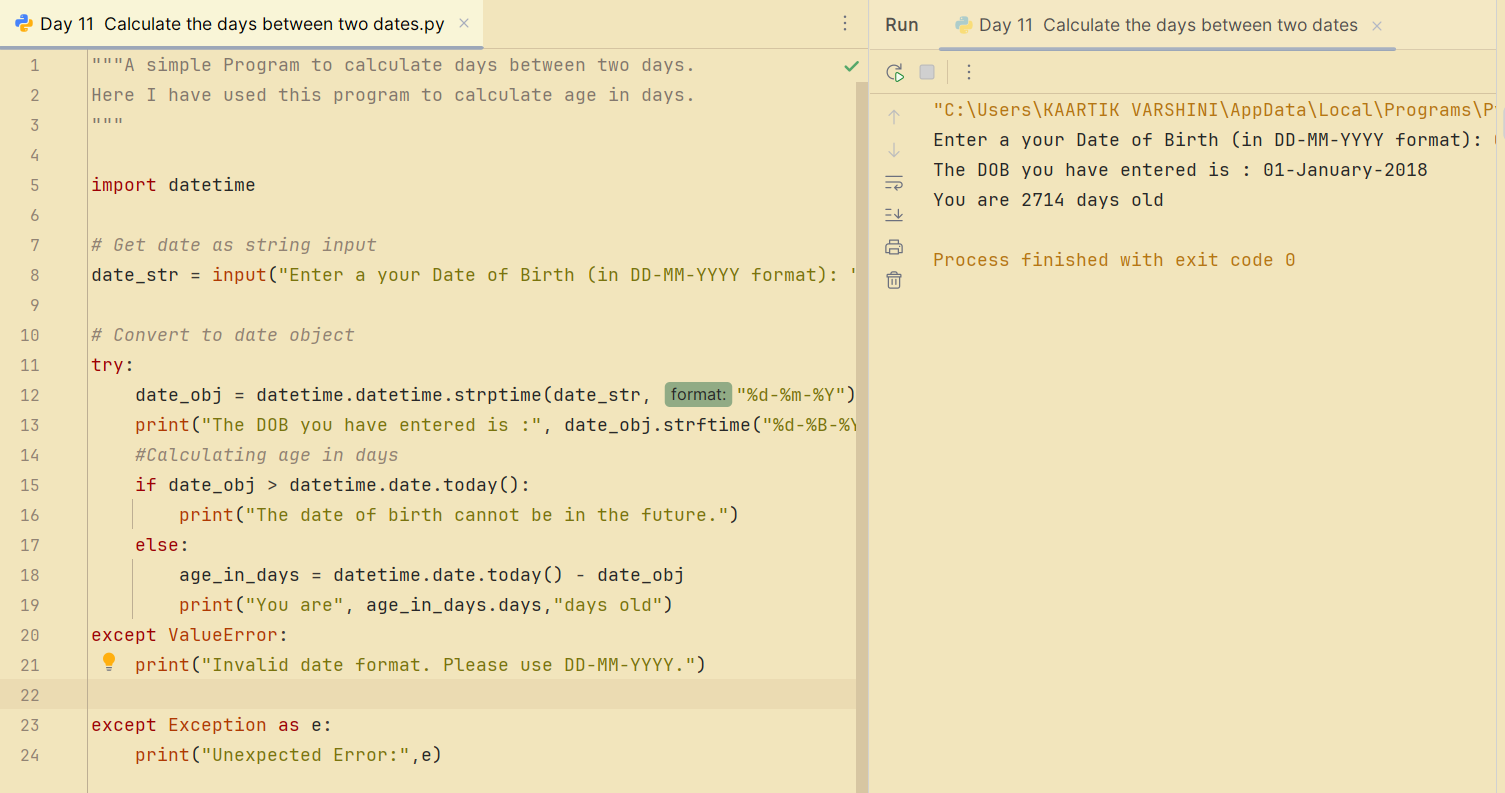 Day 11 Calculate the days between two dates.py
1 """A simple Program to calculate days between two days.
2 Here I have used this program to calculate age in days.
3 """
4
5 import datetime
6
7 # Get date as string input
8 date_str = input("Enter a your Date of Birth (in DD-MM-YYYY format): "
9
10 # Convert to date object
11 try:
12 date_obj = datetime.datetime.strptime(date_str, format: "%d-%m-%Y")
13 print("The DOB you have entered is :", date_obj.strftime("%d-%B-%Y
14 #Calculating age in days
15 if date_obj > datetime.date.today():
16 print("The date of birth cannot be in the future.")
17 else:
18 age_in_days = datetime.date.today() - date_obj
19 print("You are", age_in_days.days,"days old")
20 except ValueError:
21 print("Invalid date format. Please use DD-MM-YYYY.")
22
23 except Exception as e:
24 print("Unexpected Error:",e)
Run Day 11 Calculate the days between two dates
"C:\Users\KAARTIK VARSHINI\AppData\Local\Programs\P
Enter a your Date of Birth (in DD-MM-YYYY format):
The DOB you have entered is : 01-January-2018
You are 2714 days old
Process finished with exit code 0